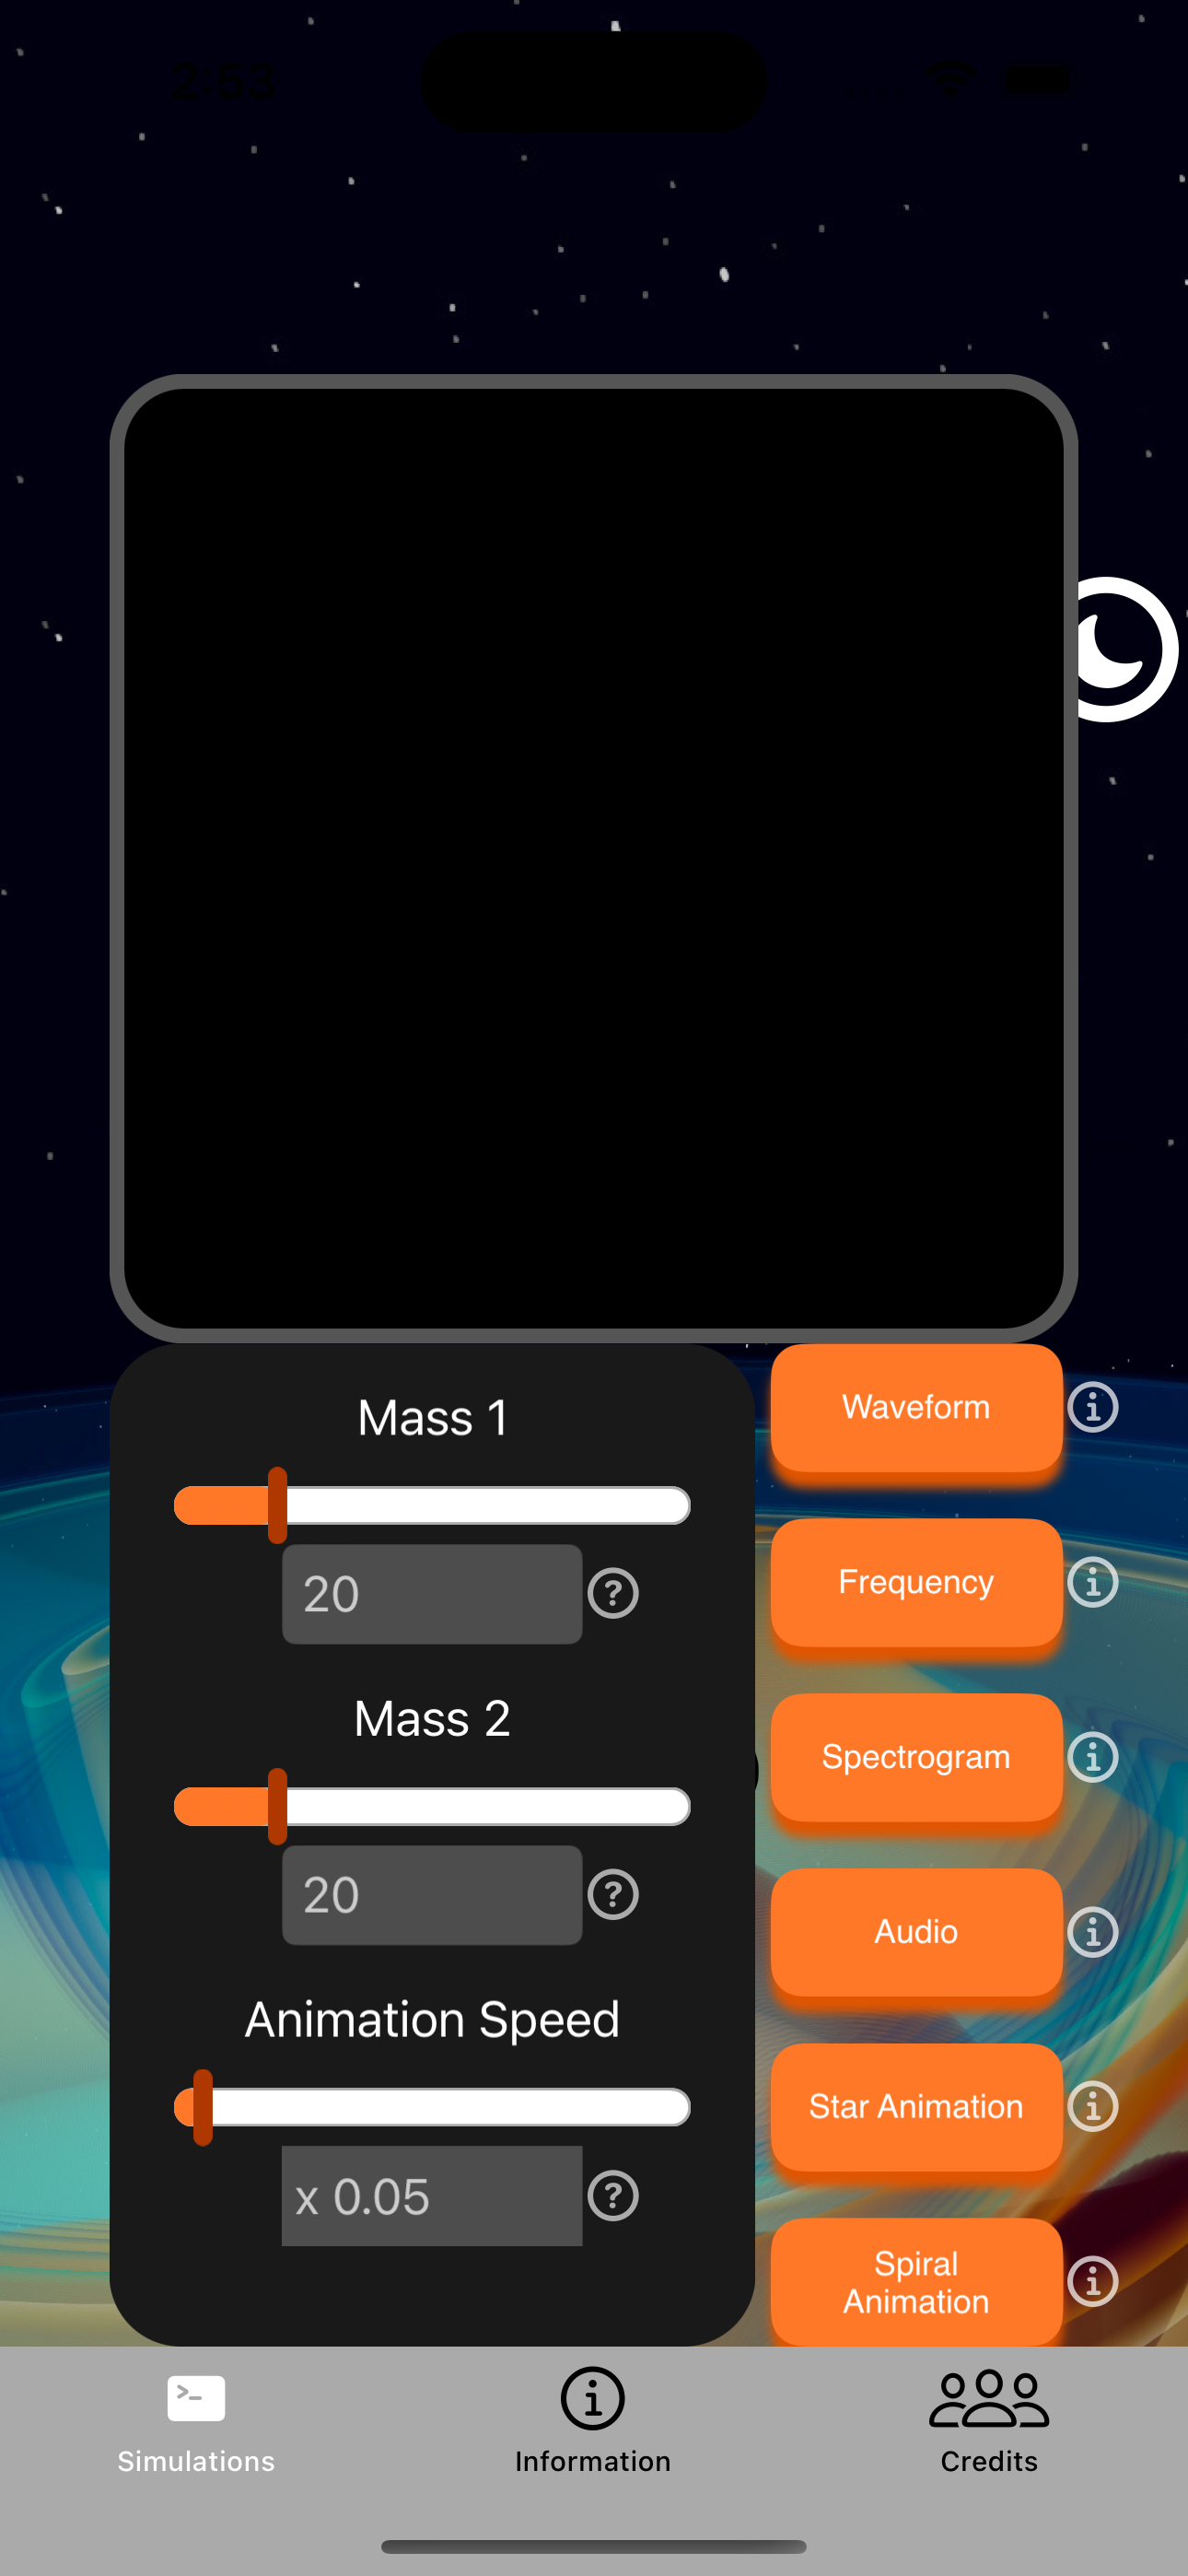 2:53
Mass 1
20
Mass 2
20
Animation Speed
x 0.05
Waveform
Frequency
Spectrogram
Audio
Star Animation
Spiral
Animation
Simulations
Information
Credits